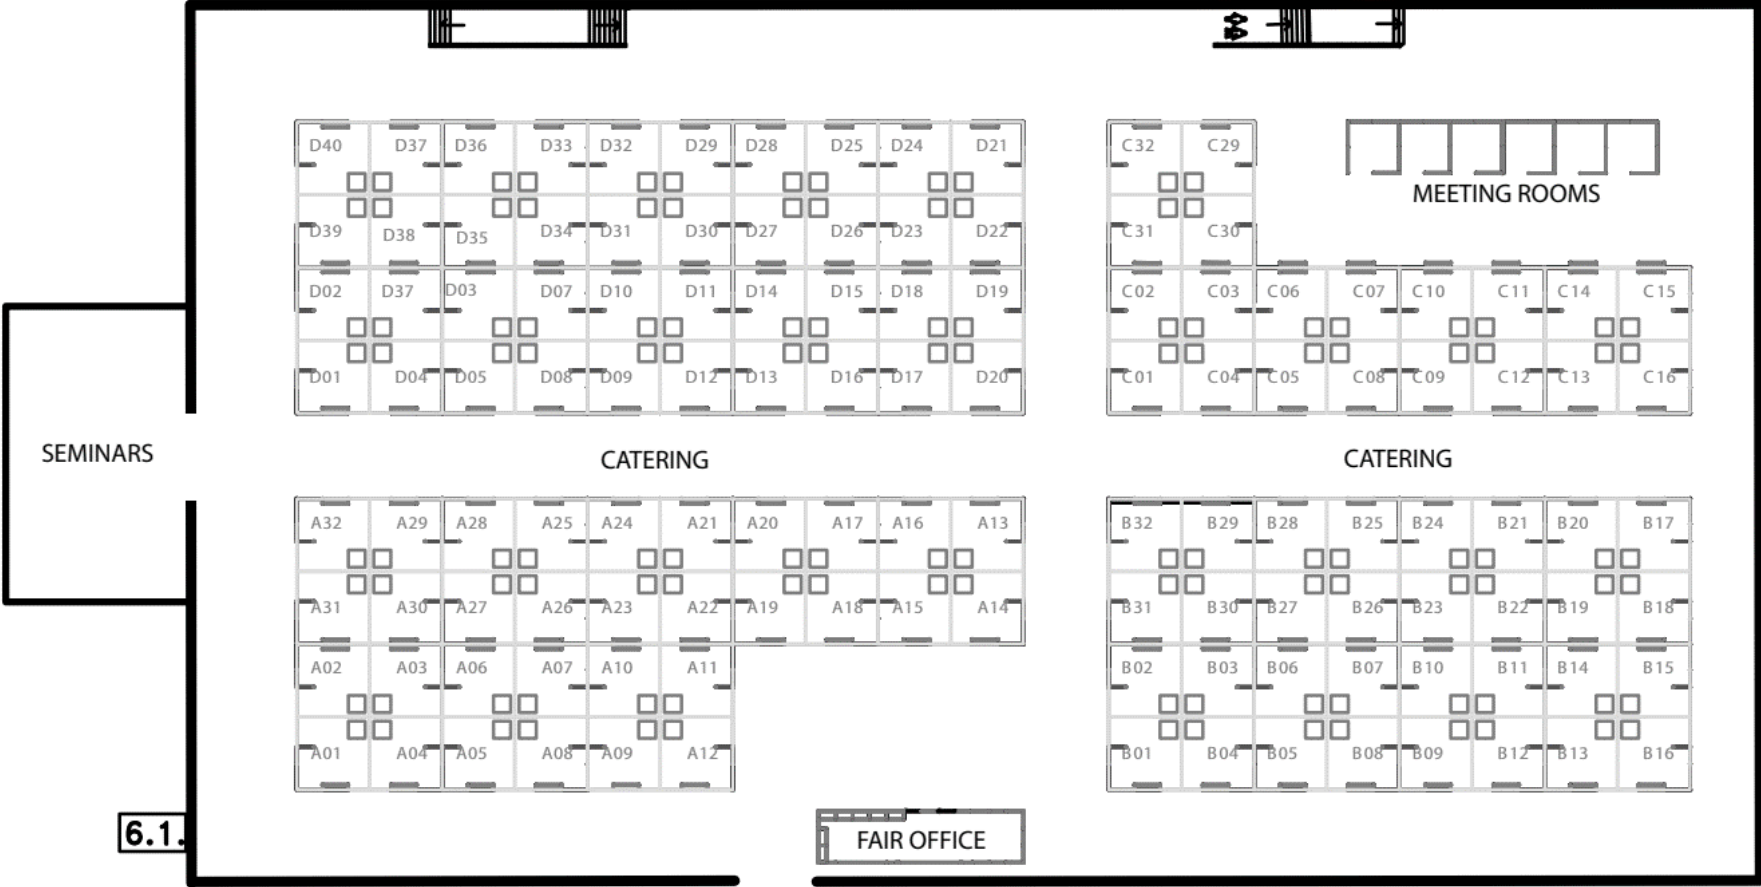 D40 D37 D36 D33 D32 D29 D28 D25 D24 D21 C32 C29
MEETING ROOMS
D39 D38 D35 D34 D31 D30 D27 D26 D23 D22 C31 C30
D02 D37 D03 D07 D10 D11 D14 D15 D18 D19 C02 C03 C06 C07 C10 C11 C14 C15
D01 D04 D05 D08 D09 D12 D13 D16 D17 D20 C01 C04 C05 C08 C09 C12 C13 C16
SEMINARS CATERING CATERING
A32 A29 A28 A25 A24 A21 A20 A17 A16 A13 B32 B29 B28 B25 B24 B21 B20 B17
A31 A30 A27 A26 A23 A22 A19 A18 A15 A14 B31 B30 B27 B26 B23 B22 B19 B18
A02 A03 A06 A07 A10 A11 B02 B03 B06 B07 B10 B11 B14 B15
A01 A04 A05 A08 A09 A12 B01 B04 B05 B08 B09 B12 B13 B16
6.1. FAIR OFFICE